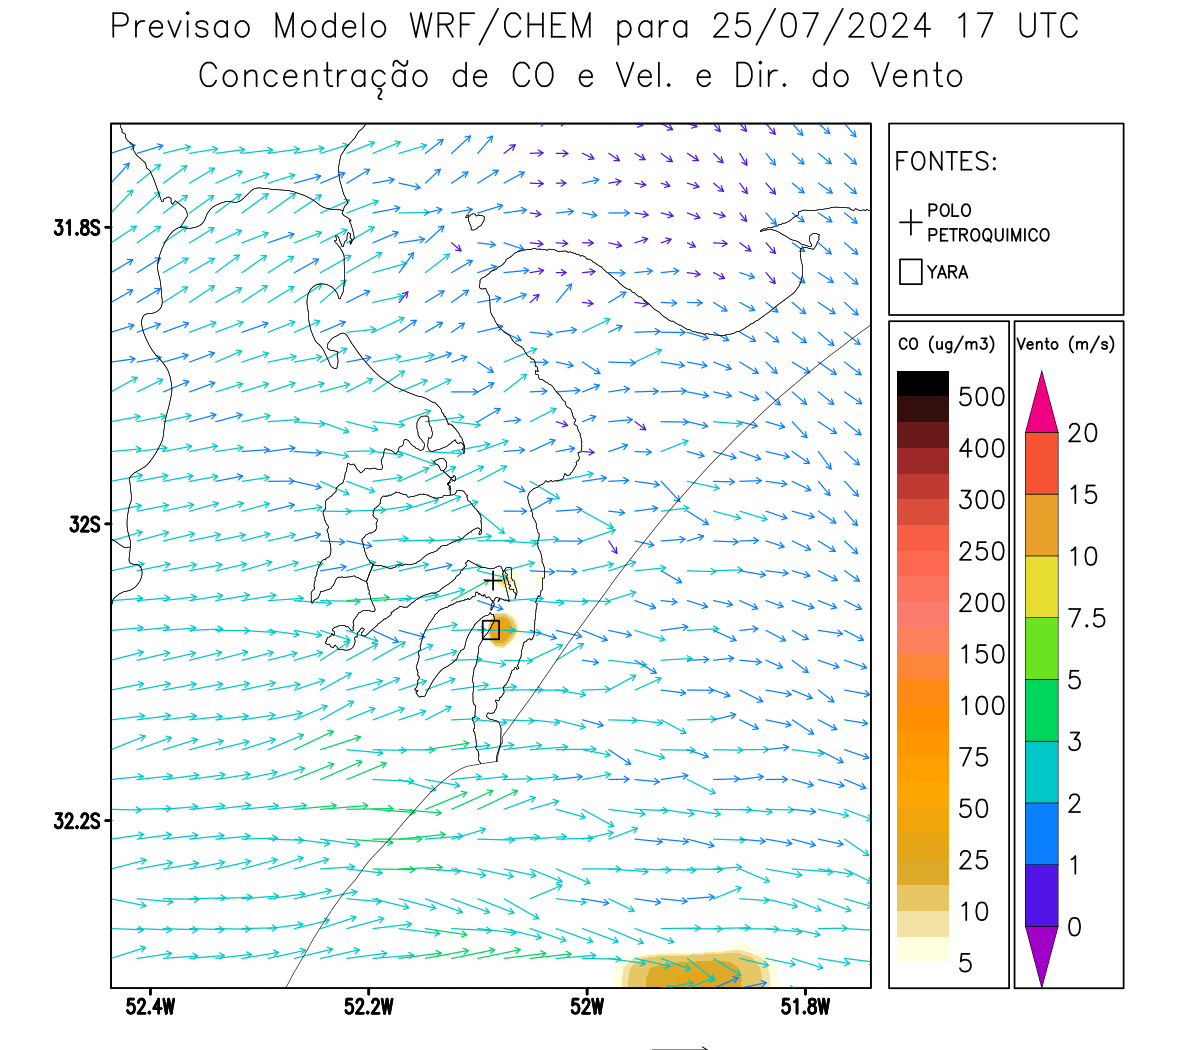 Previsao Modelo WRF/CHEM para 25/07/2024 17 UTC
Concentração de CO e Vel. e Dir. do Vento
FONTES:
POLO
PETROQUIMICO
YARA
31.8S
32S
32.2S
52.4W
52.2W
52W
51.8W
CO (ug/m3)
500
400
300
250
200
150
100
75
50
25
10
5
Vento (m/s)
20
15
10
7.5
5
3
2
1
0